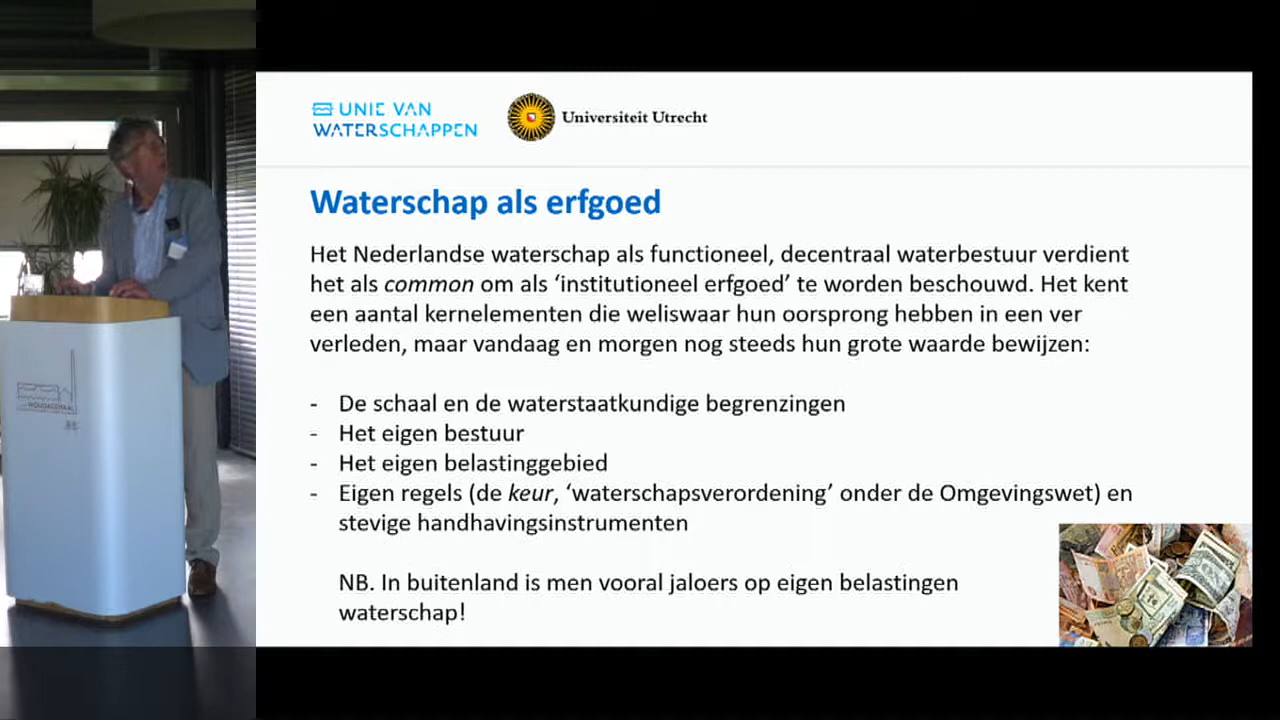 UNIE VAN
WATERSCHAPPEN
Universiteit Utrecht
Waterschap als erfgoed
Het Nederlandse waterschap als functioneel, decentraal waterbestuur verdient
het als common om als ‘institutioneel erfgoed’ te worden beschouwd. Het kent
een aantal kernelementen die weliswaar hun oorsprong hebben in een ver
verleden, maar vandaag en morgen nog steeds hun grote waarde bewijzen:
- De schaal en de waterstaatkundige begrenzingen
- Het eigen bestuur
- Het eigen belastinggebied
- Eigen regels (de keur, ‘waterschapsverordening’ onder de Omgevingswet) en
stevige handhavingsinstrumenten
NB. In buitenland is men vooral jaloers op eigen belastingen
waterschap!
WOUDAGEMAAL